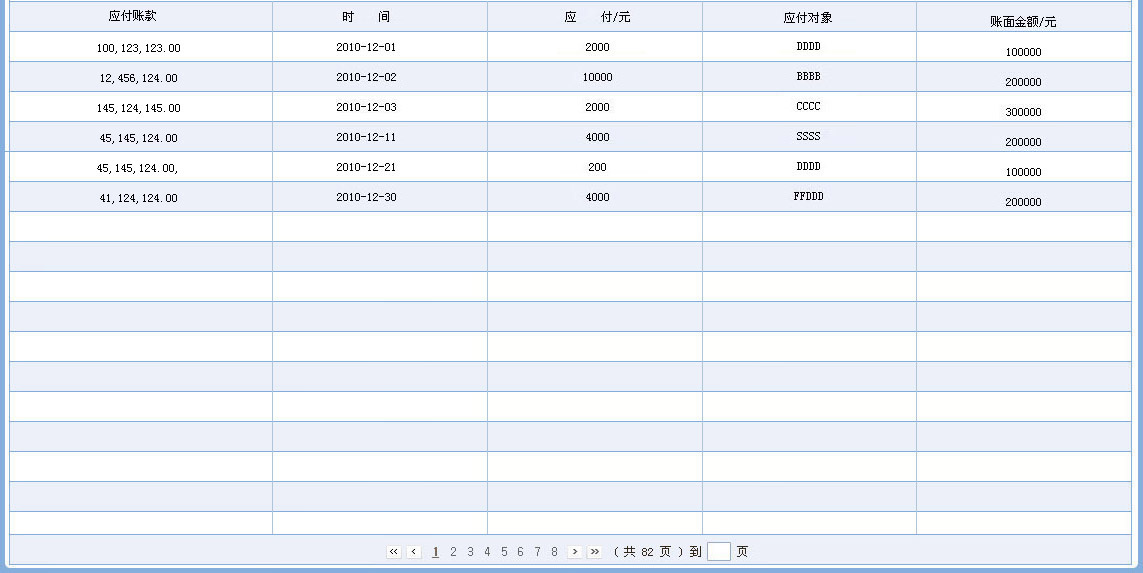 应付账款 时 间 应 付/元 应付对象 账面金额/元
100,123,123.00 2010-12-01 2000 DDDD 100000
12,456,124.00 2010-12-02 10000 BBBB 200000
145,124,145.00 2010-12-03 2000 CCCC 300000
45,145,124.00 2010-12-11 4000 SSSS 200000
45,145,124.00, 2010-12-21 200 DDDD 100000
41,124,124.00 2010-12-30 4000 FFDDD 200000
« ‹ 1 2 3 4 5 6 7 8 › » ( 共 82 页 ) 到 页